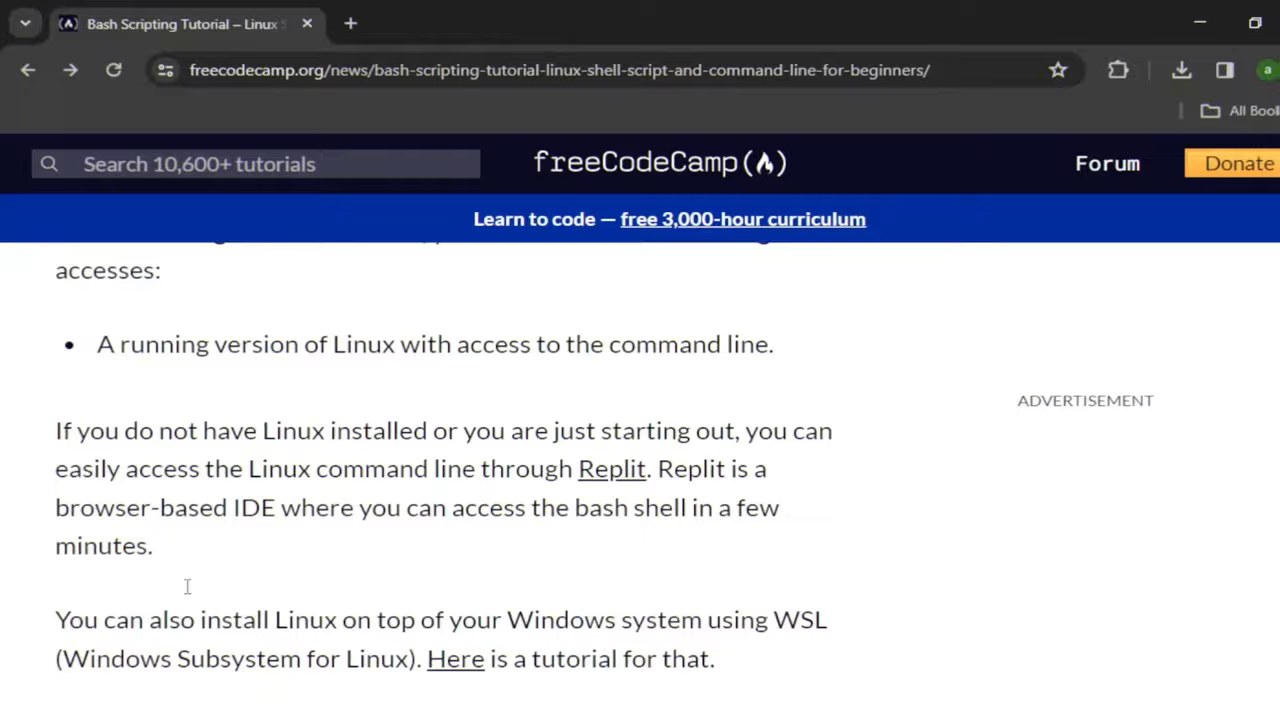 Bash Scripting Tutorial – Linux
freecodecamp.org/news/bash-scripting-tutorial-linux-shell-script-and-command-line-for-beginners/
a
All Book
Search 10,600+ tutorials
freeCodeCamp
Forum
Donate
Learn to code — free 3,000-hour curriculum
accesses:
• A running version of Linux with access to the command line.
ADVERTISEMENT
If you do not have Linux installed or you are just starting out, you can
easily access the Linux command line through Replit. Replit is a
browser-based IDE where you can access the bash shell in a few
minutes.
You can also install Linux on top of your Windows system using WSL
(Windows Subsystem for Linux). Here is a tutorial for that.